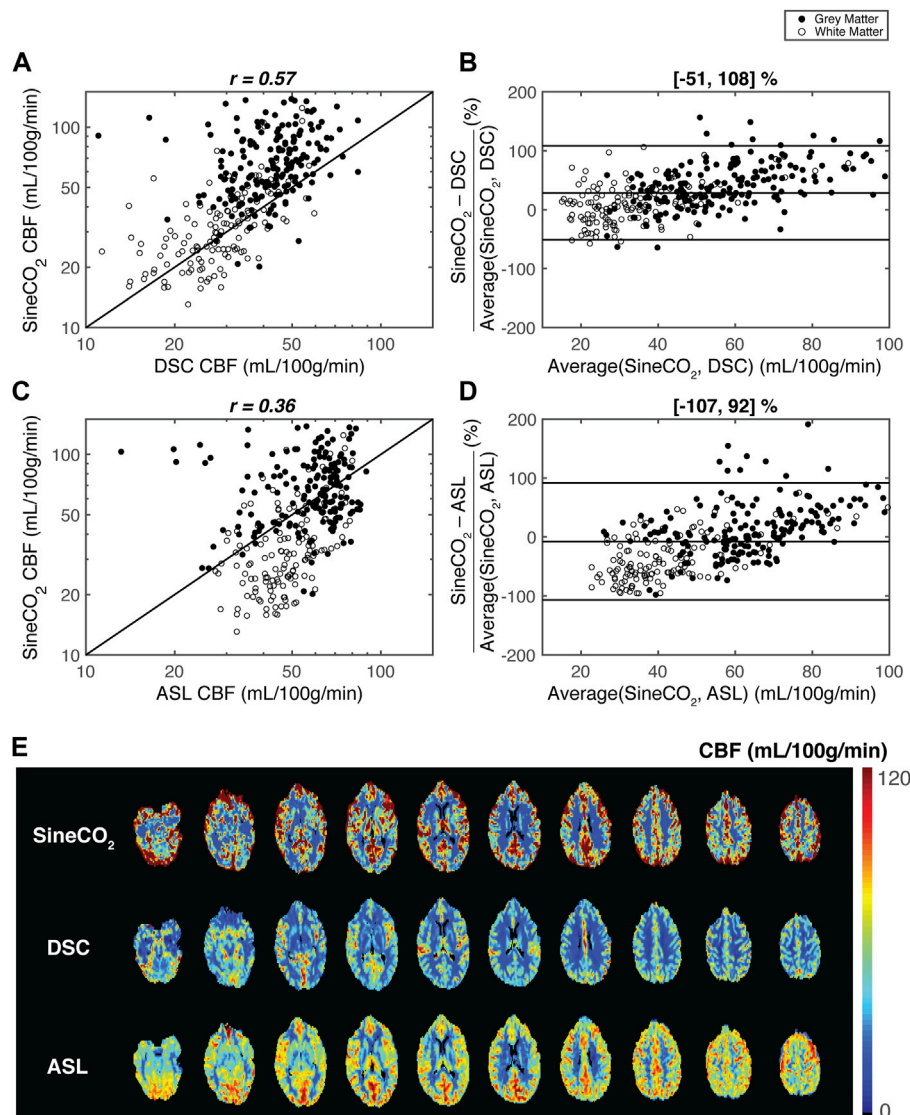 Grey Matter
White Matter
A
r = 0.57
SineCO₂ CBF (mL/100g/min)
100
50
20
10
10 20 50 100
DSC CBF (mL/100g/min)
B
[-51, 108] %
SineCO₂ – DSC
Average(SineCO₂, DSC)
(%)
200
100
0
-100
-200
20 40 60 80 100
Average(SineCO₂, DSC) (mL/100g/min)
C
r = 0.36
SineCO₂ CBF (mL/100g/min)
100
50
20
10
10 20 50 100
ASL CBF (mL/100g/min)
D
[-107, 92] %
SineCO₂ – ASL
Average(SineCO₂, ASL)
(%)
200
100
0
-100
-200
20 40 60 80 100
Average(SineCO₂, ASL) (mL/100g/min)
E
CBF (mL/100g/min)
120
SineCO₂
DSC
ASL
0